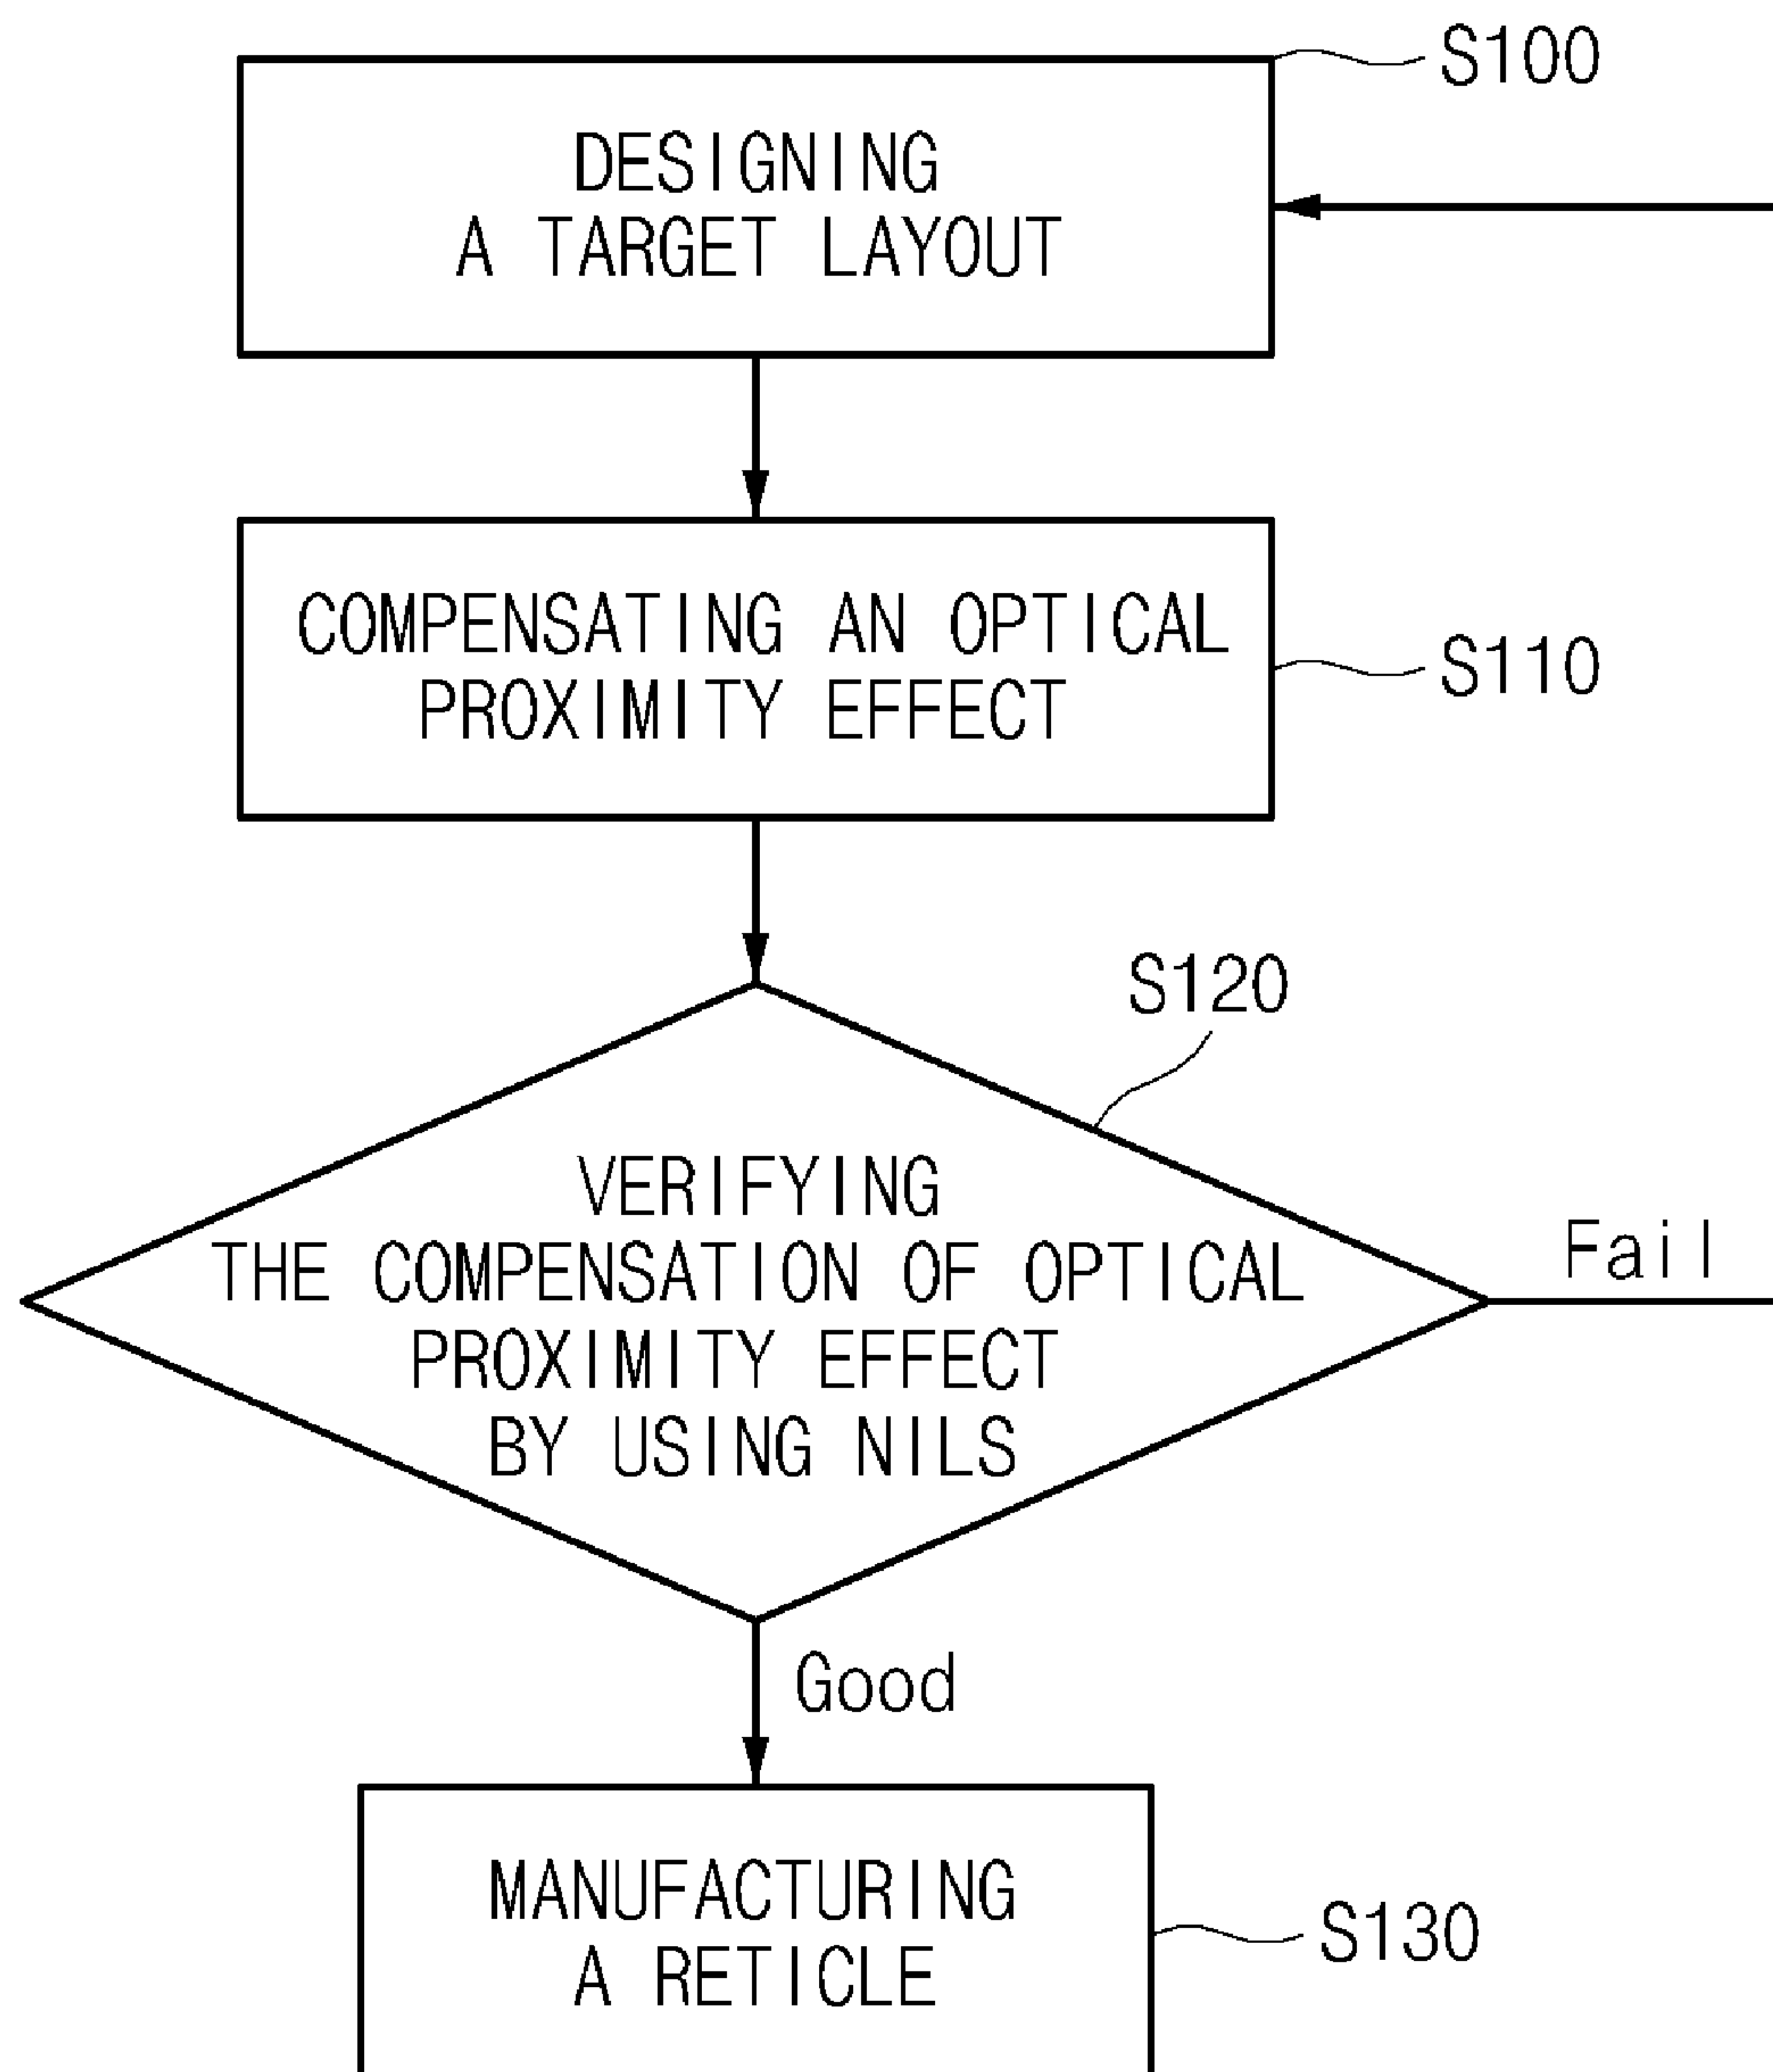 S100
DESIGNING
A TARGET LAYOUT
COMPENSATING AN OPTICAL
PROXIMITY EFFECT
S110
S120
VERIFYING
THE COMPENSATION OF OPTICAL
PROXIMITY EFFECT
BY USING NILS
Fail
Good
MANUFACTURING
A RETICLE
S130